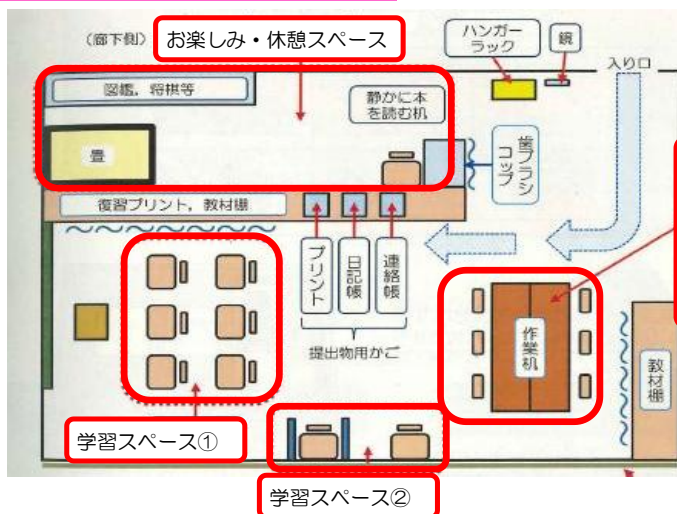 （廊下側）
お楽しみ・休憩スペース
ハンガー
ラック
鏡
入り口
図鑑，将棋等
静かに本
を読む机
畳
歯ブラシ
コップ
復習プリント，教材棚
プリント
日記帳
連絡帳
提出物用かご
作業机
教材棚
学習スペース①
学習スペース②